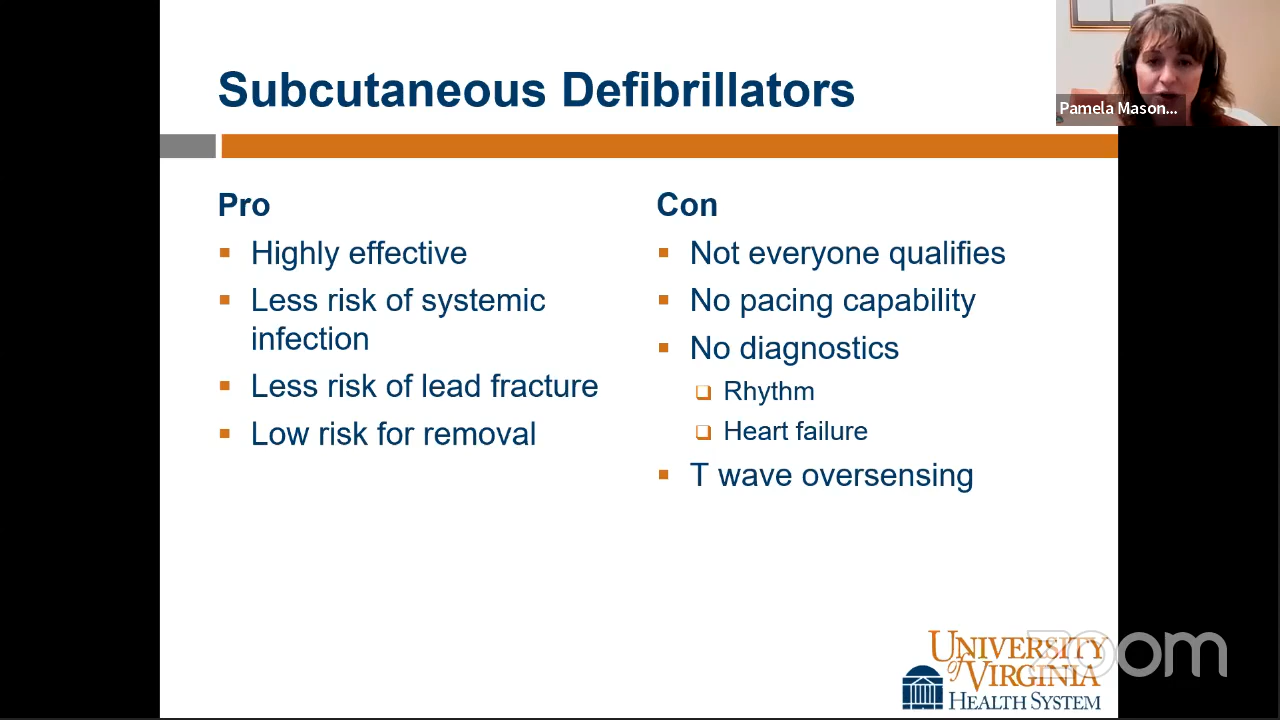 Subcutaneous Defibrillators
Pamela Mason...
Pro
Highly effective
Less risk of systemic
infection
Less risk of lead fracture
Low risk for removal
Con
Not everyone qualifies
No pacing capability
No diagnostics
Rhythm
Heart failure
T wave oversensing
UNIVERSITY
of VIRGINIA
HEALTH SYSTEM
zoom